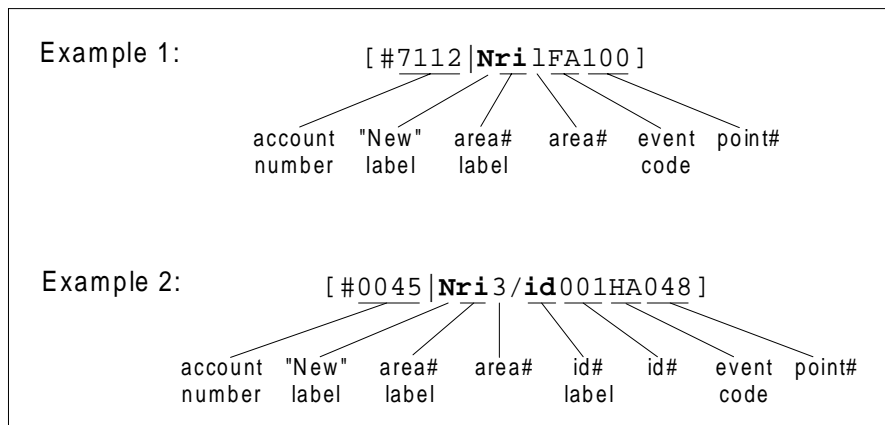 Example 1:
[#7112|Nri1FA100]
account "New" area# area# event point#
number label label code
Example 2:
[#0045|Nri3/id001HA048]
account "New" area# area# id# id# event point#
number label label label code